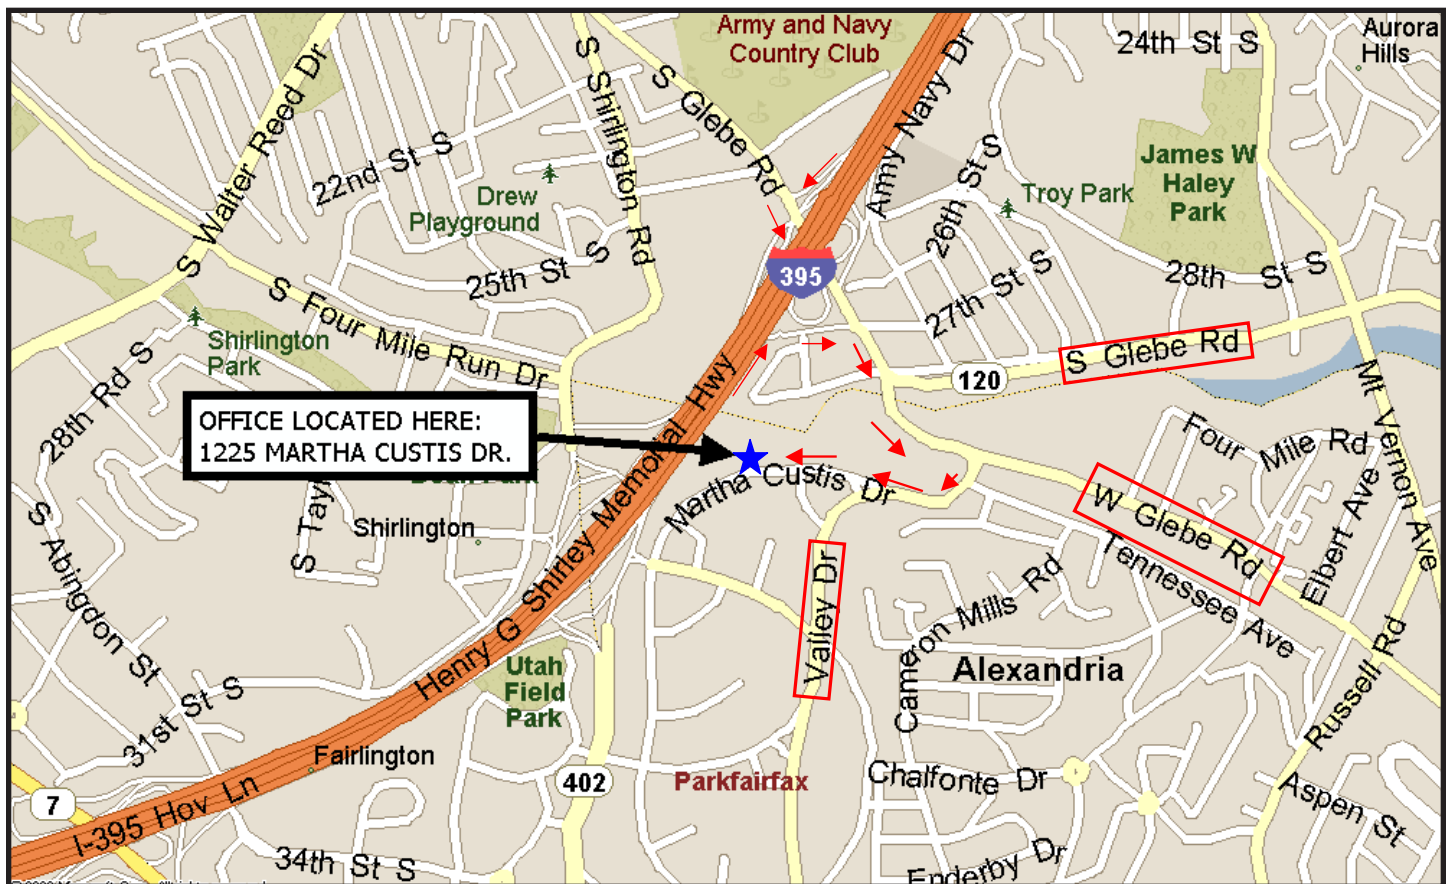 Army and Navy
Country Club
Aurora
Hills
24th St S
S Walter Reed Dr
S Shirlington Rd
S Glebe Rd
Army Navy Dr
22nd St S
Drew
Playground
James W
Haley
Park
Troy Park
26th St S
25th St S
395
27th St S
28th St S
S Four Mile Run Dr
Shirlington
Park
S Glebe Rd
120
Mt Vernon Ave
28th Rd S
OFFICE LOCATED HERE:
1225 MARTHA CUSTIS DR.
Henry G Shirley Memorial Hwy
Martha Custis Dr
Four Mile Rd
W Glebe Rd
Elbert Ave
S Abingdon St
Shirlington
Tennessee Ave
Valley Dr
Cameron Mills Rd
Alexandria
Russell Rd
Utah
Field
Park
31st St S
Fairlington
402
Parkfairfax
Chalfonte Dr
Aspen St
7
I-395 Hov Ln
34th St S
Enderby Dr